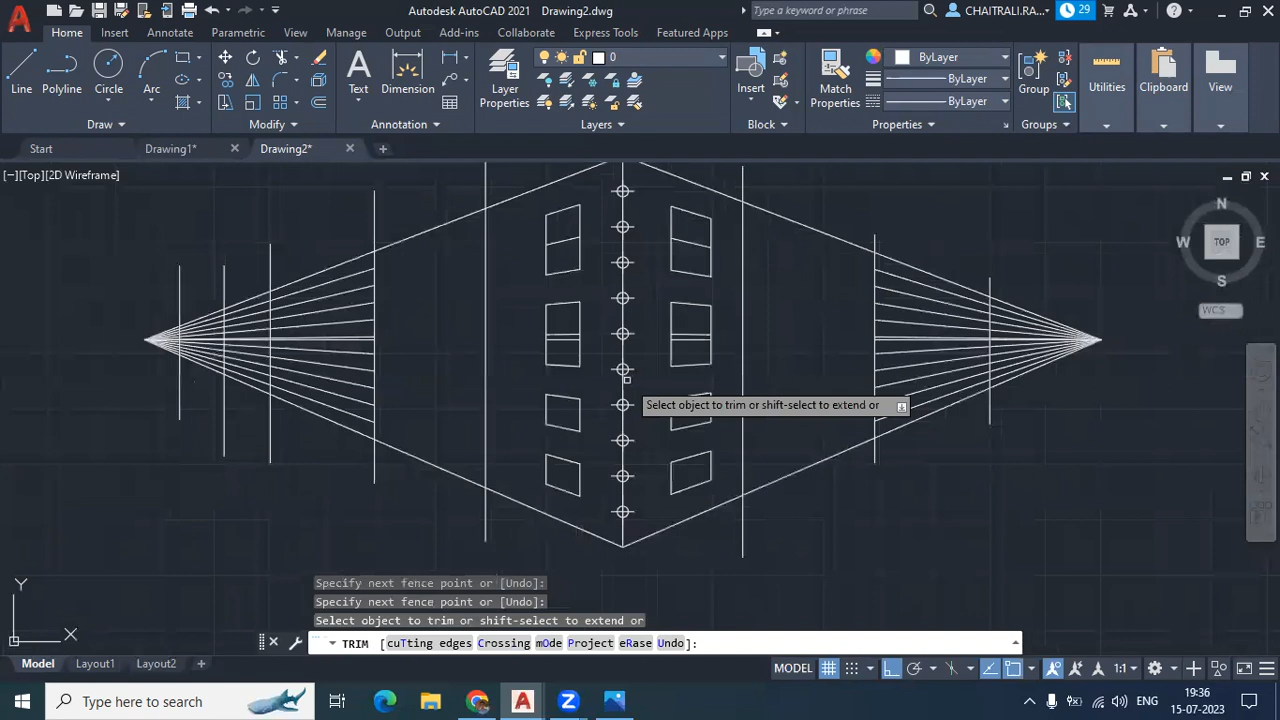 Autodesk AutoCAD 2021 Drawing2.dwg
Type a keyword or phrase
CHAITRALI.RA...
29
Home Insert Annotate Parametric View Manage Output Add-ins Collaborate Express Tools Featured Apps
0
ByLayer
ByLayer
ByLayer
Line Polyline Circle Arc
Text Dimension
Layer Properties
Insert
Match Properties
Group
Utilities
Clipboard
View
Draw Modify Annotation Layers Block Properties Groups
Start Drawing1* Drawing2*
[−][Top][2D Wireframe]
N
W TOP E
S
WCS
Select object to trim or shift-select to extend or
Specify next fence point or [Undo]:
Specify next fence point or [Undo]:
Select object to trim or shift-select to extend or
Y
X
TRIM [cuTting edges Crossing mOde Project eRase Undo]:
Model Layout1 Layout2
MODEL
1:1
Type here to search
ENG
19:36
15-07-2023